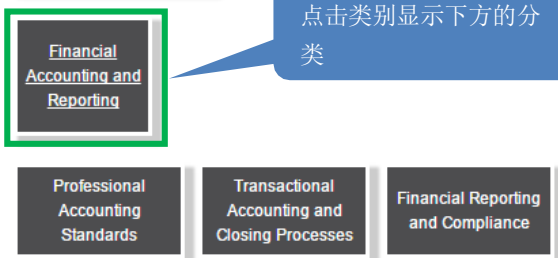 点击类别显示下方的分
类
Financial
Accounting and
Reporting
Professional
Accounting
Standards
Transactional
Accounting and
Closing Processes
Financial Reporting
and Compliance